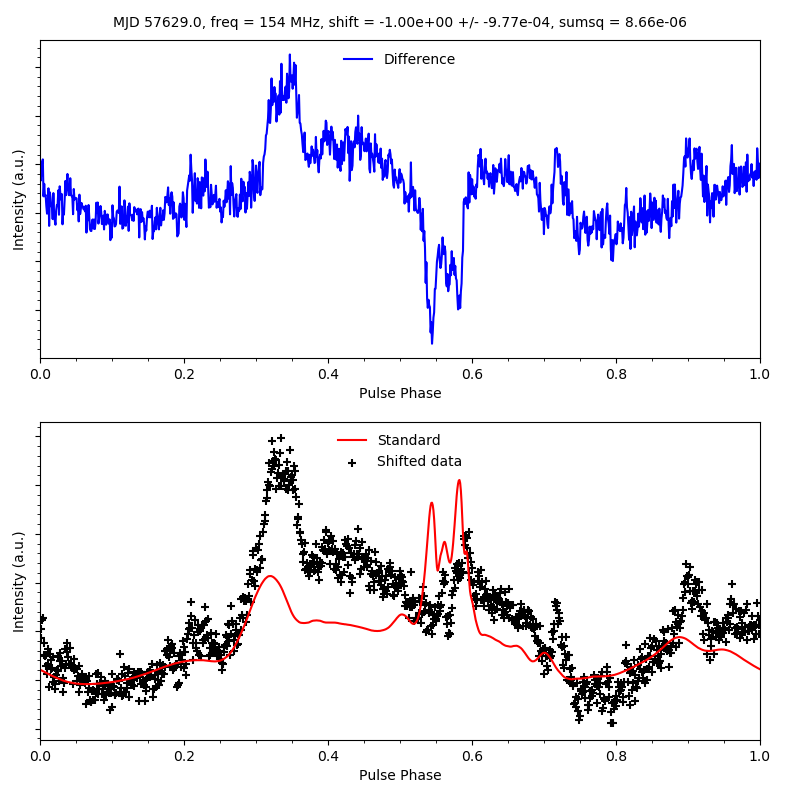 MJD 57629.0, freq = 154 MHz, shift = -1.00e+00 +/- -9.77e-04, sumsq = 8.66e-06
Difference
Intensity (a.u.)
0.0 0.2 0.4 0.6 0.8 1.0
Pulse Phase
Standard
Shifted data
Intensity (a.u.)
0.0 0.2 0.4 0.6 0.8 1.0
Pulse Phase